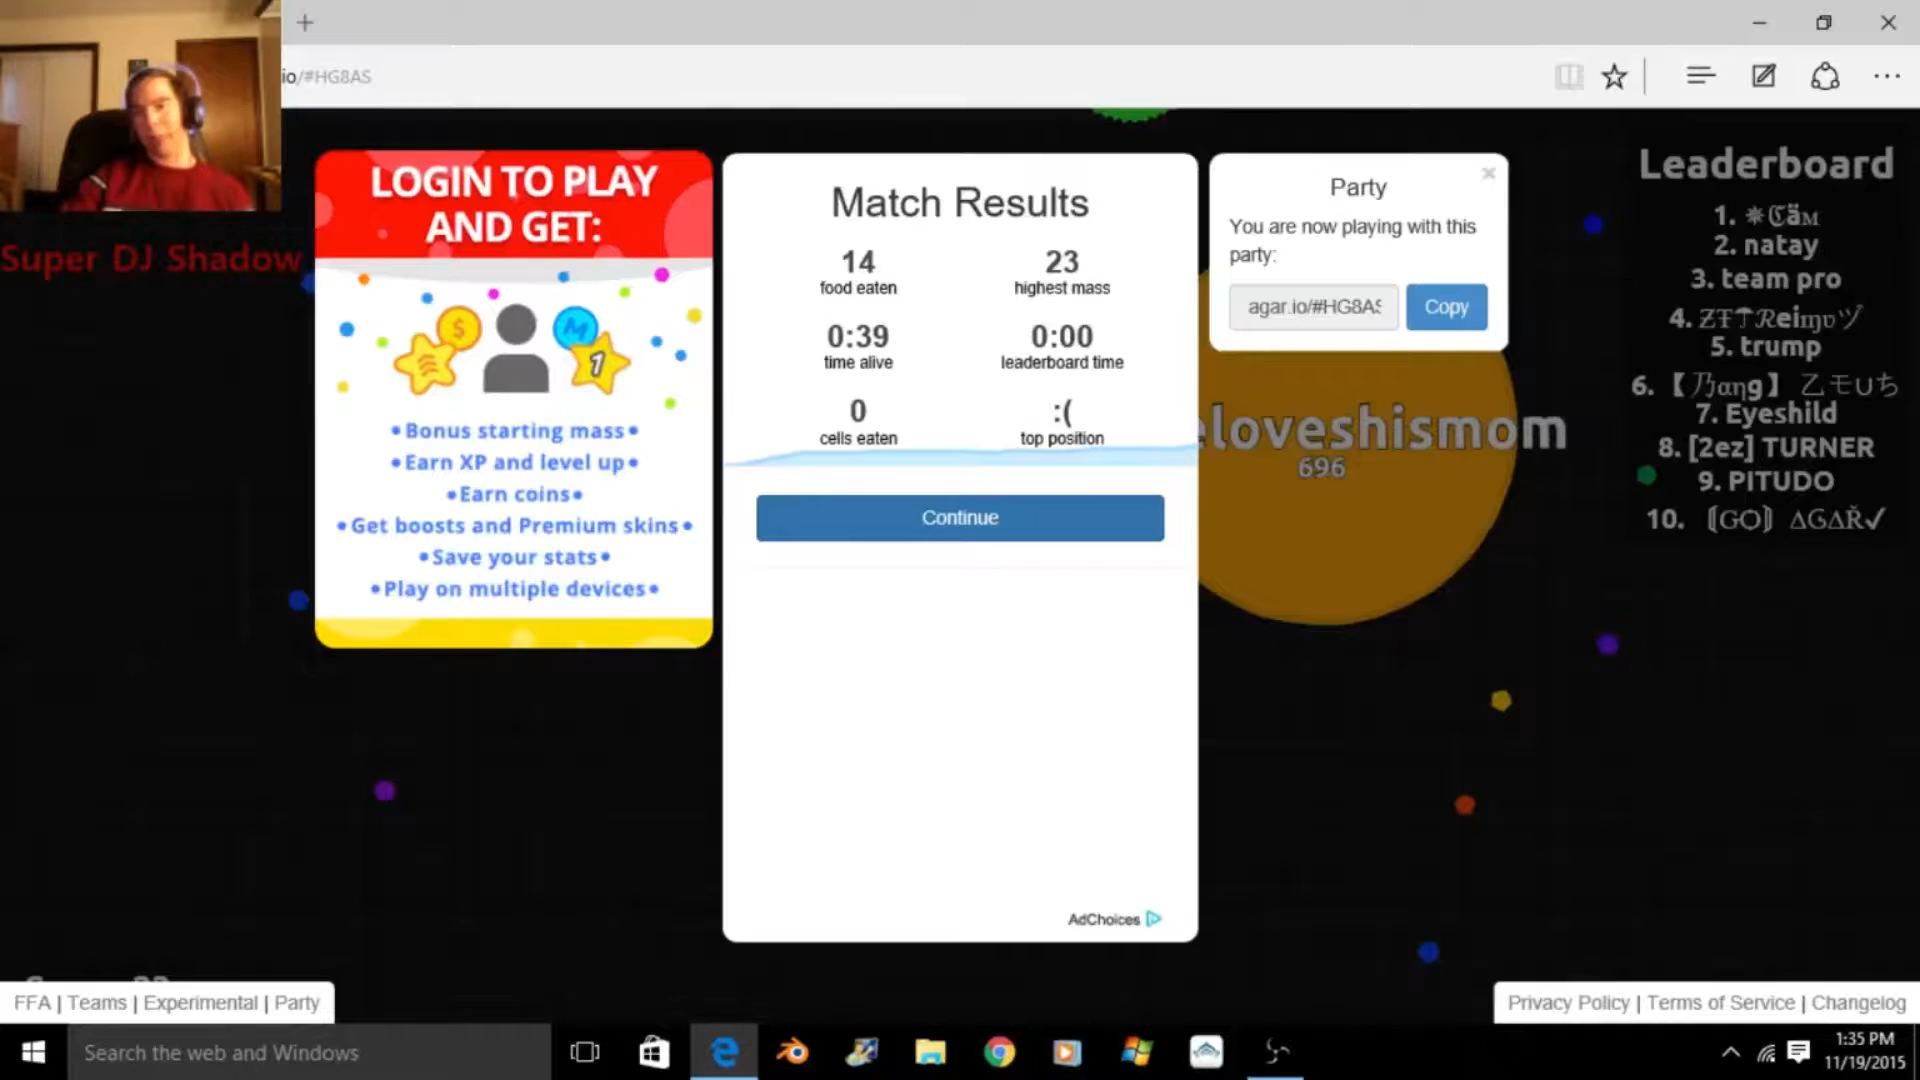 io/#HG8AS
Super DJ Shadow
LOGIN TO PLAY
AND GET:
•Bonus starting mass•
•Earn XP and level up•
•Earn coins•
•Get boosts and Premium skins•
•Save your stats•
•Play on multiple devices•
Match Results
14
food eaten
23
highest mass
0:39
time alive
0:00
leaderboard time
0
cells eaten
:(
top position
Continue
AdChoices
Party
You are now playing with this
party:
agar.io/#HG8AS
Copy
eloveshismom
696
Leaderboard
2. natay
3. team pro
5. trump
7. Eyeshild
8. [2ez] TURNER
9. PITUDO
10. 〘GO〙 ΔGΔŘ✓
FFA | Teams | Experimental | Party
Privacy Policy | Terms of Service | Changelog
Search the web and Windows
1:35 PM
11/19/2015